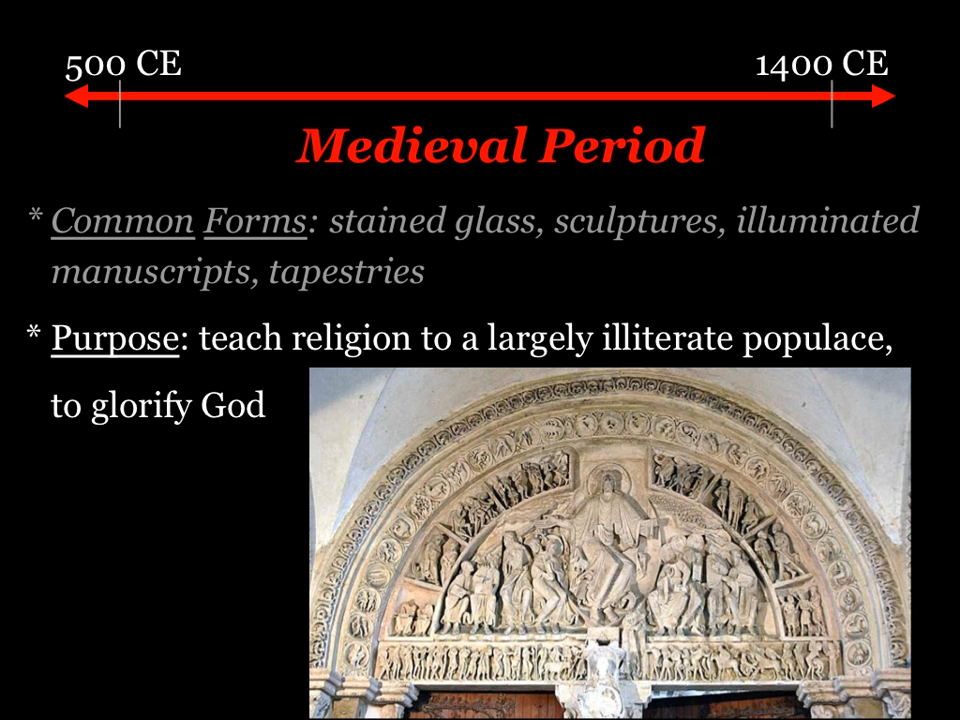 500 CE 1400 CE
Medieval Period
* Common Forms: stained glass, sculptures, illuminated
manuscripts, tapestries
* Purpose: teach religion to a largely illiterate populace,
to glorify God